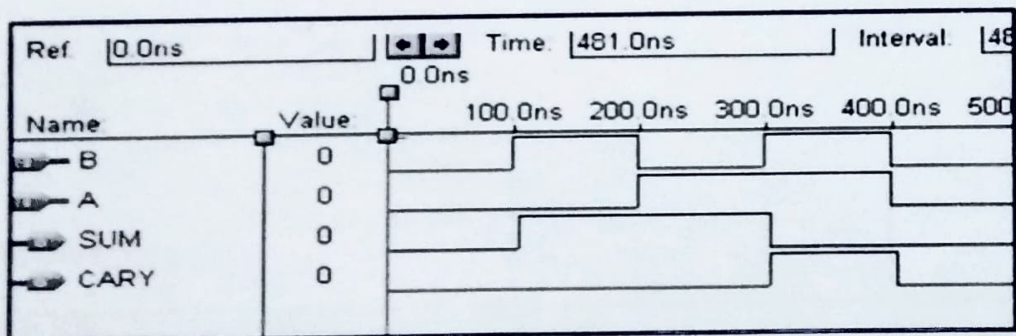 Ref. 0.0ns Time: 481.0ns Interval: 48
0.0ns
100.0ns 200.0ns 300.0ns 400.0ns 500
Name: Value:
B 0
A 0
SUM 0
CARY 0